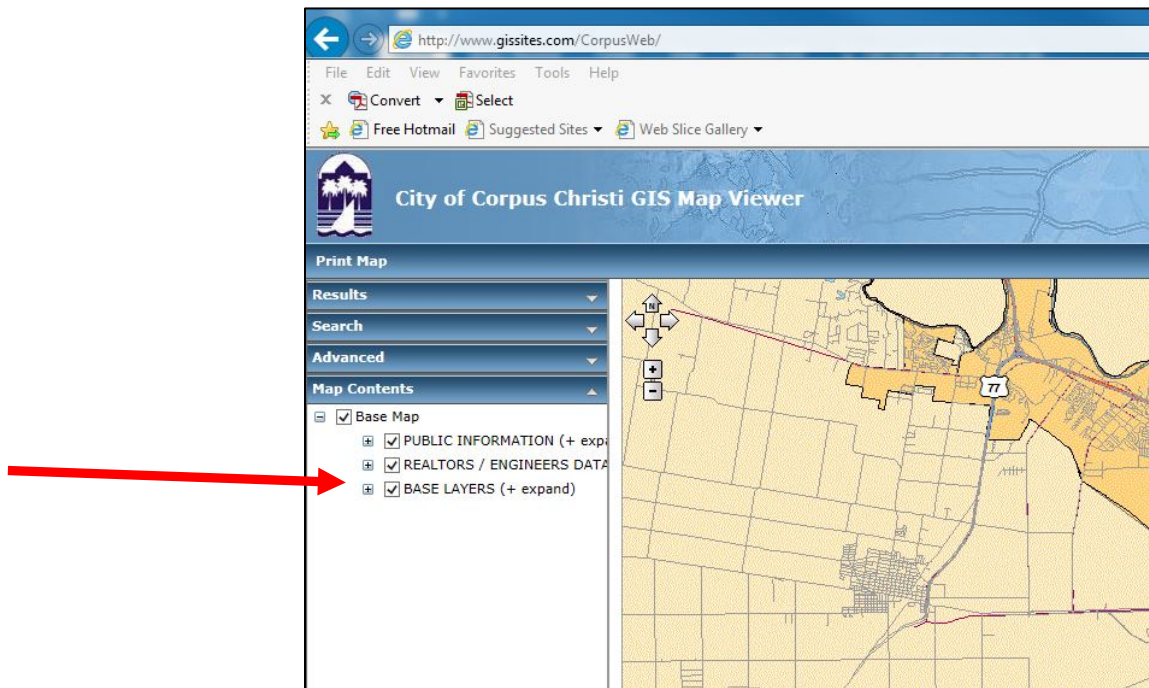 http://www.gissites.com/CorpusWeb/
File Edit View Favorites Tools Help
x Convert Select
Free Hotmail Suggested Sites Web Slice Gallery
City of Corpus Christi GIS Map Viewer
Print Map
Results
Search
Advanced
Map Contents
Base Map
PUBLIC INFORMATION (+ exp
REALTORS / ENGINEERS DATA
BASE LAYERS (+ expand)
N
77